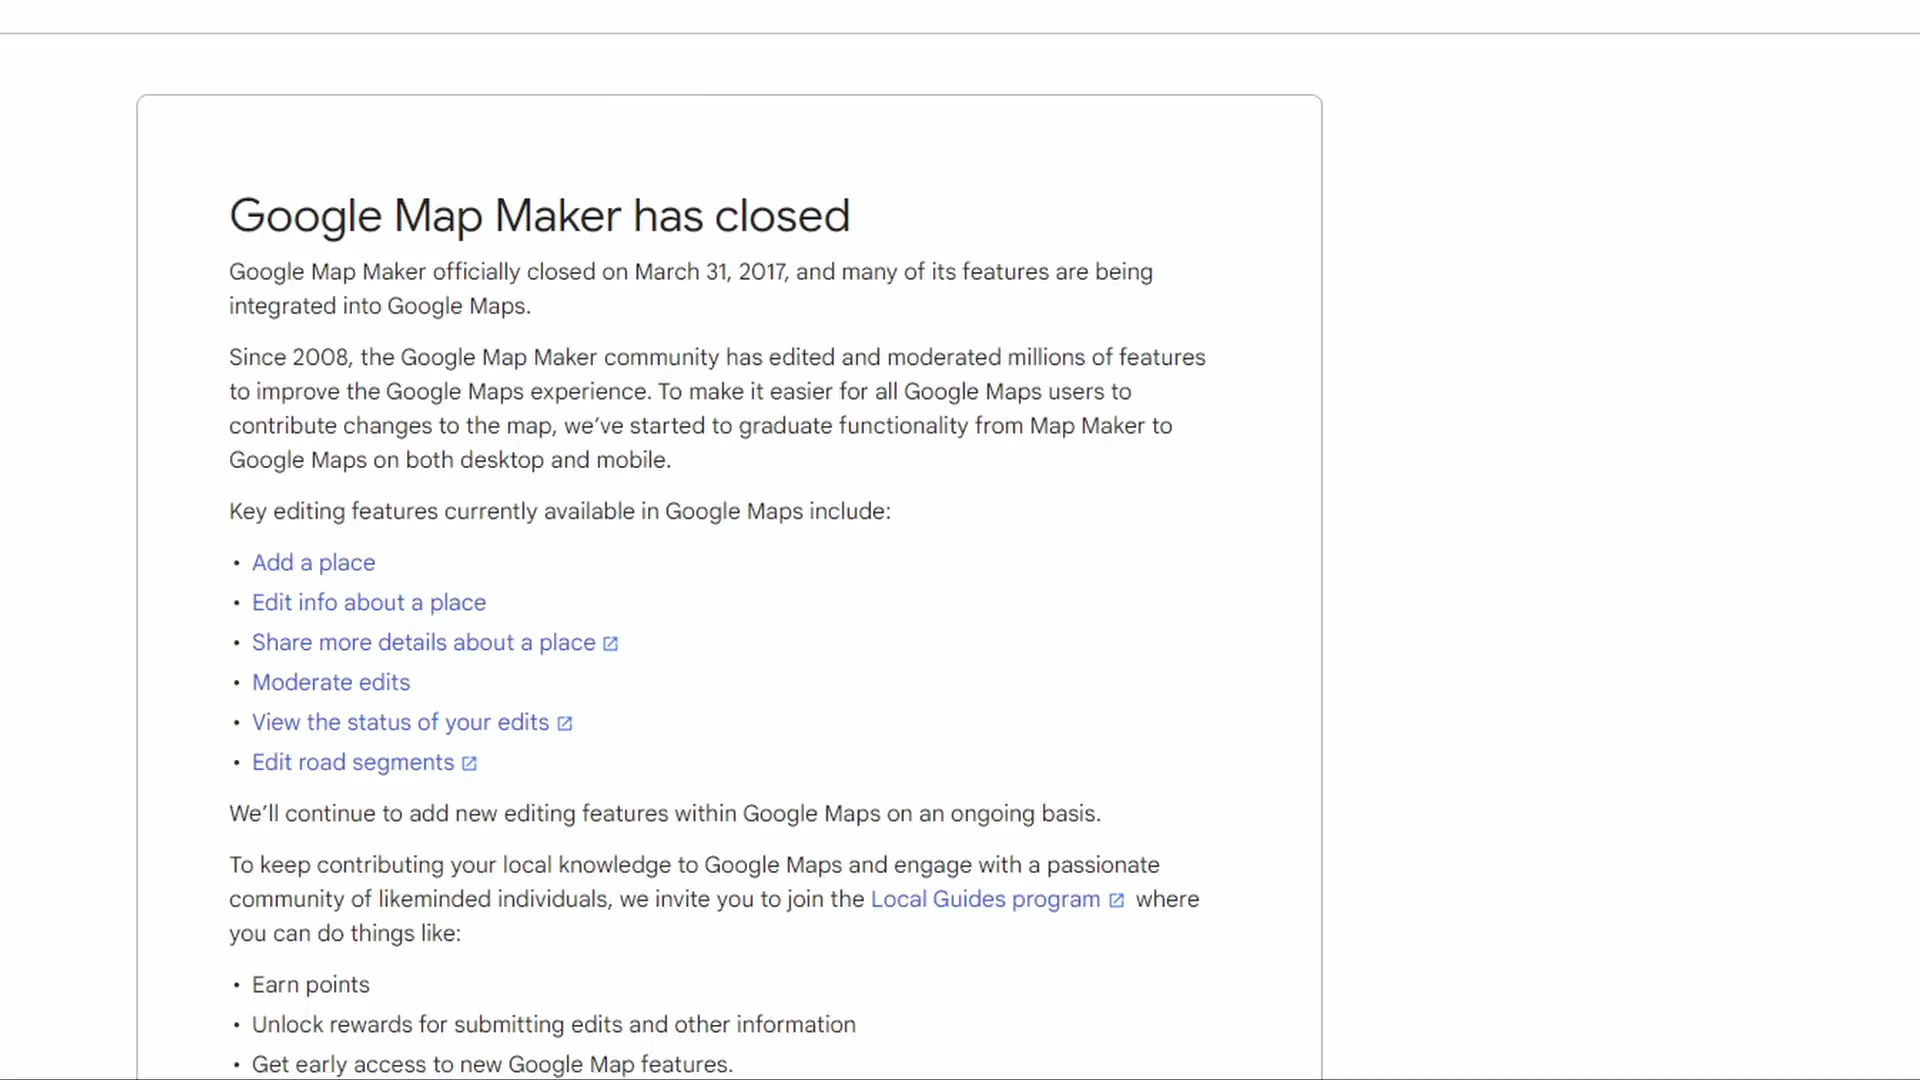 Google Map Maker has closed
Google Map Maker officially closed on March 31, 2017, and many of its features are being
integrated into Google Maps.
Since 2008, the Google Map Maker community has edited and moderated millions of features
to improve the Google Maps experience. To make it easier for all Google Maps users to
contribute changes to the map, we’ve started to graduate functionality from Map Maker to
Google Maps on both desktop and mobile.
Key editing features currently available in Google Maps include:
• Add a place
• Edit info about a place
• Share more details about a place
• Moderate edits
• View the status of your edits
• Edit road segments
We’ll continue to add new editing features within Google Maps on an ongoing basis.
To keep contributing your local knowledge to Google Maps and engage with a passionate
community of likeminded individuals, we invite you to join the Local Guides program where
you can do things like:
• Earn points
• Unlock rewards for submitting edits and other information
• Get early access to new Google Map features.